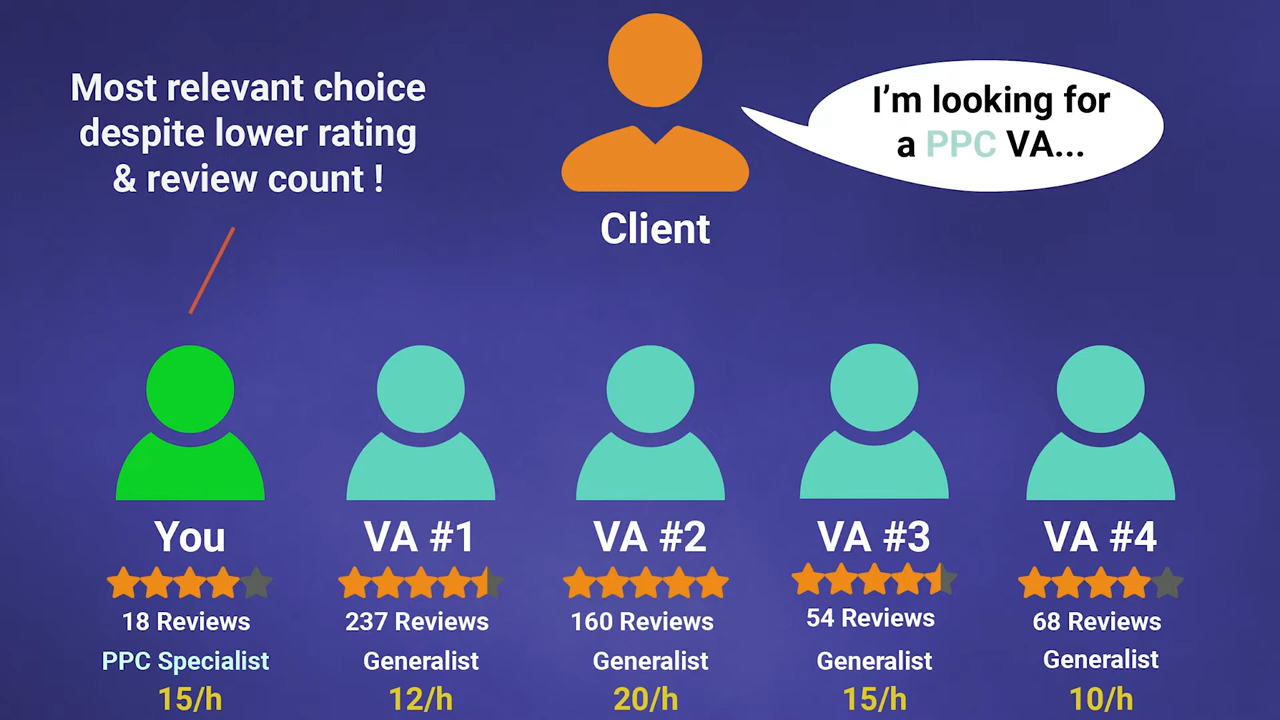 Most relevant choice
despite lower rating
& review count !
I'm looking for
a PPC VA...
Client
You
18 Reviews
PPC Specialist
15/h
VA #1
237 Reviews
Generalist
12/h
VA #2
160 Reviews
Generalist
20/h
VA #3
54 Reviews
Generalist
15/h
VA #4
68 Reviews
Generalist
10/h